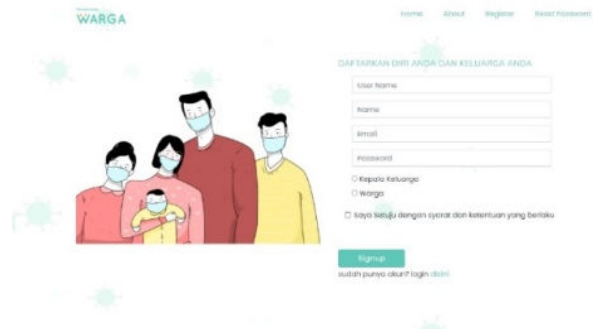 WARGA
Home About Register Reset Password
DAFTARKAN DIRI ANDA DAN KELUARGA ANDA
User Name
Name
Email
Password
Kepala Keluarga
Warga
Saya Setuju dengan syarat dan ketentuan yang berlaku
Signup
sudah punya akun? login disini